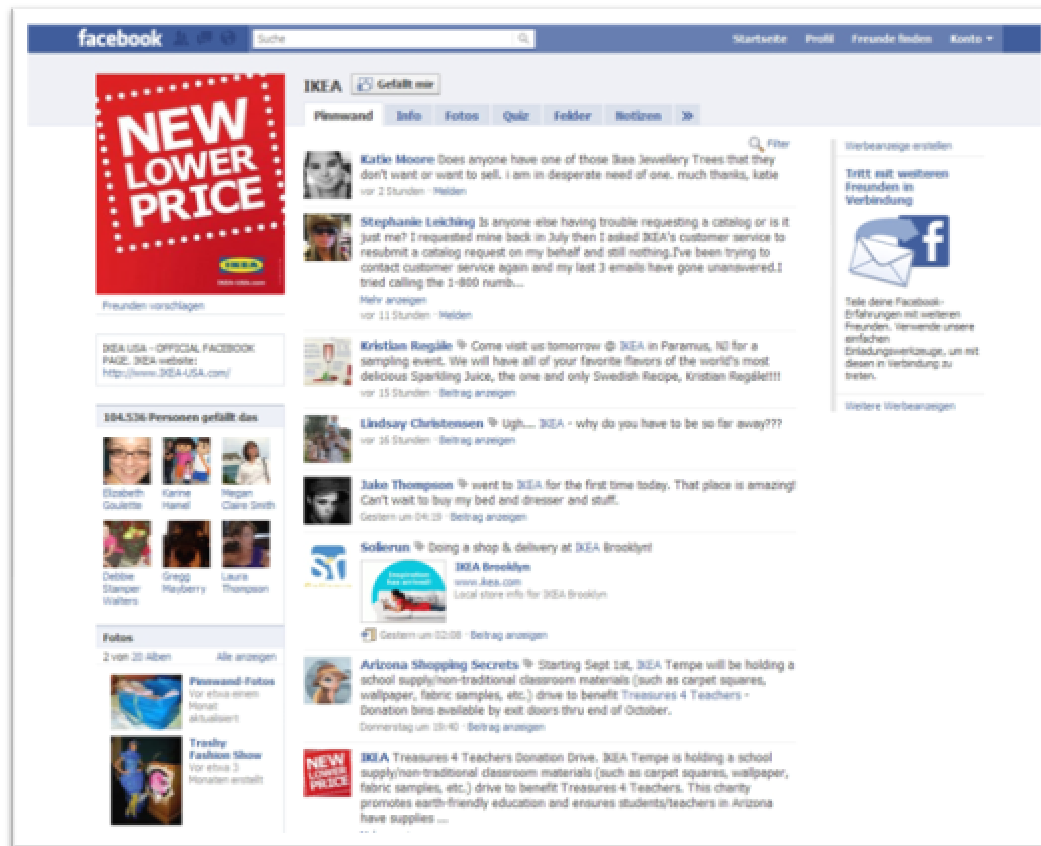 facebook
Suche
Startseite Profil Freunde finden Konto
NEW
LOWER
PRICE
IKEA
IKEA-USA.com
Freunden vorschlagen
IKEA USA - OFFICIAL FACEBOOK
PAGE. IKEA website:
http://www.IKEA-USA.com/
104.536 Personen gefällt das
Elizabeth Goulette
Karine Hamel
Megan Claire Smith
Debbie Stamper Walters
Gregg Mayberry
Laura Thompson
Fotos
2 von 20 Alben Alle anzeigen
Pinnwand-Fotos
Vor etwa einem
Monat
aktualisiert
Trashy
Fashion Show
Vor etwa 3
Monaten erstellt
IKEA Gefällt mir
Pinnwand Info Fotos Quiz Felder Notizen »
Filter
Katie Moore Does anyone have one of those Ikea Jewellery Trees that they
don't want or want to sell. i am in desperate need of one. much thanks, katie
vor 2 Stunden · Melden
Stephanie Leiching Is anyone else having trouble requesting a catalog or is it
just me? I requested mine back in July then I asked IKEA's customer service to
resubmit a catalog request on my behalf and still nothing.I've been trying to
contact customer service again and my last 3 emails have gone unanswered.I
tried calling the 1-800 numb...
Mehr anzeigen
vor 11 Stunden · Melden
Kristian Regále Come visit us tomorrow @ IKEA in Paramus, NJ for a
sampling event. We will have all of your favorite flavors of the world's most
delicious Sparkling Juice, the one and only Swedish Recipe, Kristian Regále!!!!
vor 15 Stunden · Beitrag anzeigen
Lindsay Christensen Ugh.... IKEA - why do you have to be so far away???
vor 16 Stunden · Beitrag anzeigen
Jake Thompson went to IKEA for the first time today. That place is amazing!
Can't wait to buy my bed and dresser and stuff.
Gestern um 04:19 · Beitrag anzeigen
Solierun Doing a shop & delivery at IKEA Brooklyn!
IKEA Brooklyn
www.ikea.com
Local store info for IKEA Brooklyn
Gestern um 02:08 · Beitrag anzeigen
Arizona Shopping Secrets Starting Sept 1st, IKEA Tempe will be holding a
school supply/non-traditional classroom materials (such as carpet squares,
wallpaper, fabric samples, etc.) drive to benefit Treasures 4 Teachers -
Donation bins available by exit doors thru end of October.
Donnerstag um 19:40 · Beitrag anzeigen
NEW
LOWER
PRICE
IKEA Treasures 4 Teachers Donation Drive. IKEA Tempe is holding a school
supply/non-traditional classroom materials (such as carpet squares, wallpaper,
fabric samples, etc.) drive to benefit Treasures 4 Teachers. This charity
promotes earth-friendly education and ensures students/teachers in Arizona
have supplies ....
Werbeanzeige erstellen
Tritt mit weiteren
Freunden in
Verbindung
Teile deine Facebook-
Erfahrungen mit weiteren
Freunden. Verwende unsere
einfachen
Einladungswerkzeuge, um mit
diesen in Verbindung zu
treten.
Weitere Werbeanzeigen